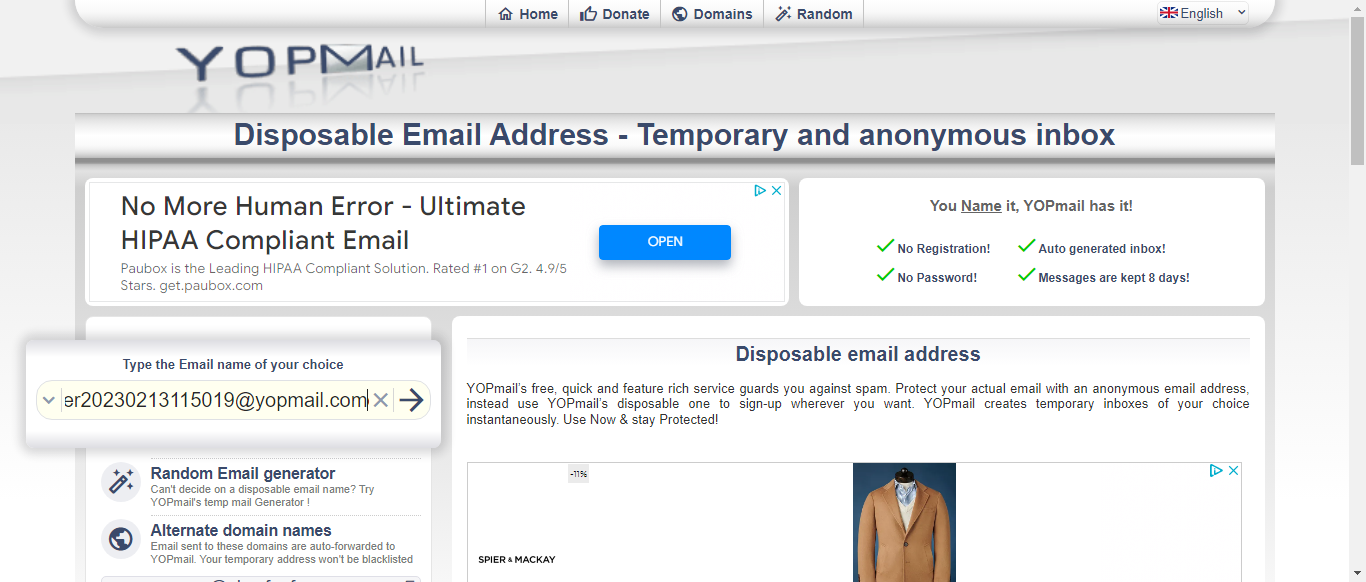 Home
Donate
Domains
Random
English
YOPMAIL
Disposable Email Address - Temporary and anonymous inbox
No More Human Error - Ultimate
HIPAA Compliant Email
Paubox is the Leading HIPAA Compliant Solution. Rated #1 on G2. 4.9/5
Stars. get.paubox.com
OPEN
You Name it, YOPmail has it!
No Registration!
Auto generated inbox!
No Password!
Messages are kept 8 days!
Type the Email name of your choice
er20230213115019@yopmail.com
Random Email generator
Can't decide on a disposable email name? Try
YOPmail's temp mail Generator !
Alternate domain names
Email sent to these domains are auto-forwarded to
YOPmail. Your temporary address won't be blacklisted
Disposable email address
YOPmail's free, quick and feature rich service guards you against spam. Protect your actual email with an anonymous email address,
instead use YOPmail's disposable one to sign-up wherever you want. YOPmail creates temporary inboxes of your choice
instantaneously. Use Now & stay Protected!
-11%
SPIER & MACKAY